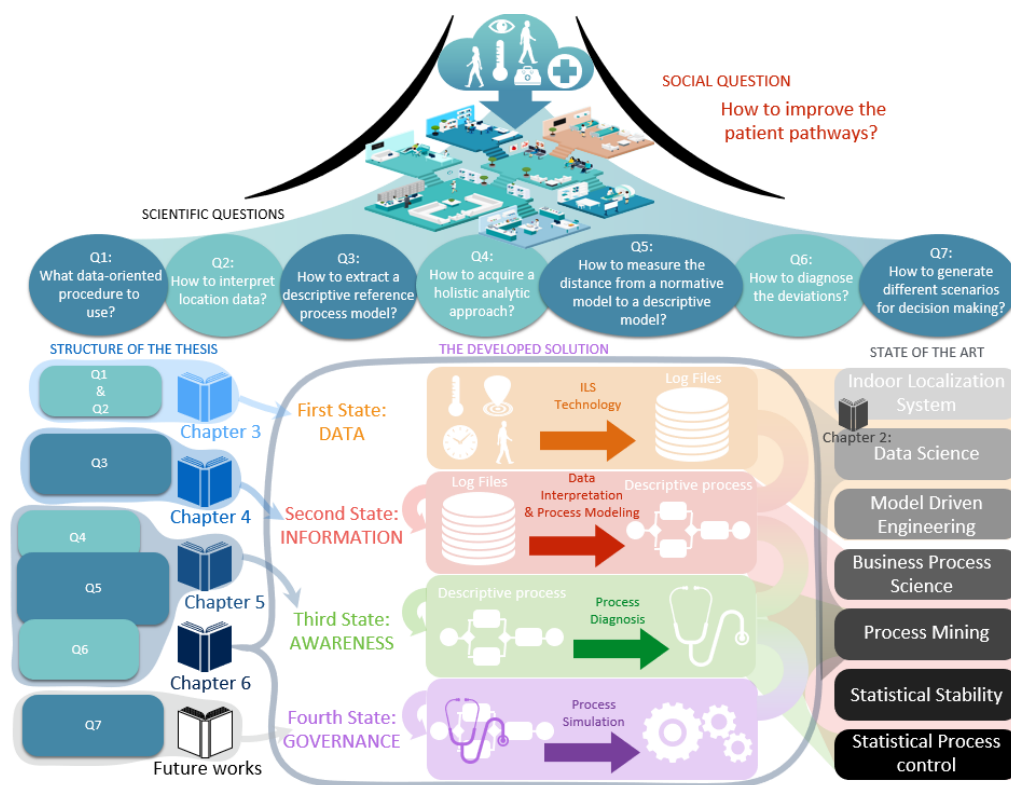 SOCIAL QUESTION
How to improve the
patient pathways?
SCIENTIFIC QUESTIONS
Q1:
What data-oriented
procedure to
use?
Q2:
How to interpret
location data?
Q3:
How to extract a
descriptive reference
process model?
Q4:
How to acquire a
holistic analytic
approach?
Q5:
How to measure the
distance from a normative
model to a descriptive
model?
Q6:
How to diagnose
the deviations?
Q7:
How to generate
different scenarios
for decision making?
STRUCTURE OF THE THESIS
THE DEVELOPED SOLUTION
STATE OF THE ART
Q1
&
Q2
Chapter 3
Q3
Chapter 4
Q4
Q5
Chapter 5
Q6
Chapter 6
Q7
Future works
First State:
DATA
ILS
Technology
Log Files
Second State:
INFORMATION
Log Files
Data
Interpretation
& Process Modeling
Descriptive process
Third State:
AWARENESS
Descriptive process
Process
Diagnosis
Fourth State:
GOVERNANCE
Process
Simulation
Indoor Localization
System
Chapter 2:
Data Science
Model Driven
Engineering
Business Process
Science
Process Mining
Statistical Stability
Statistical Process
control